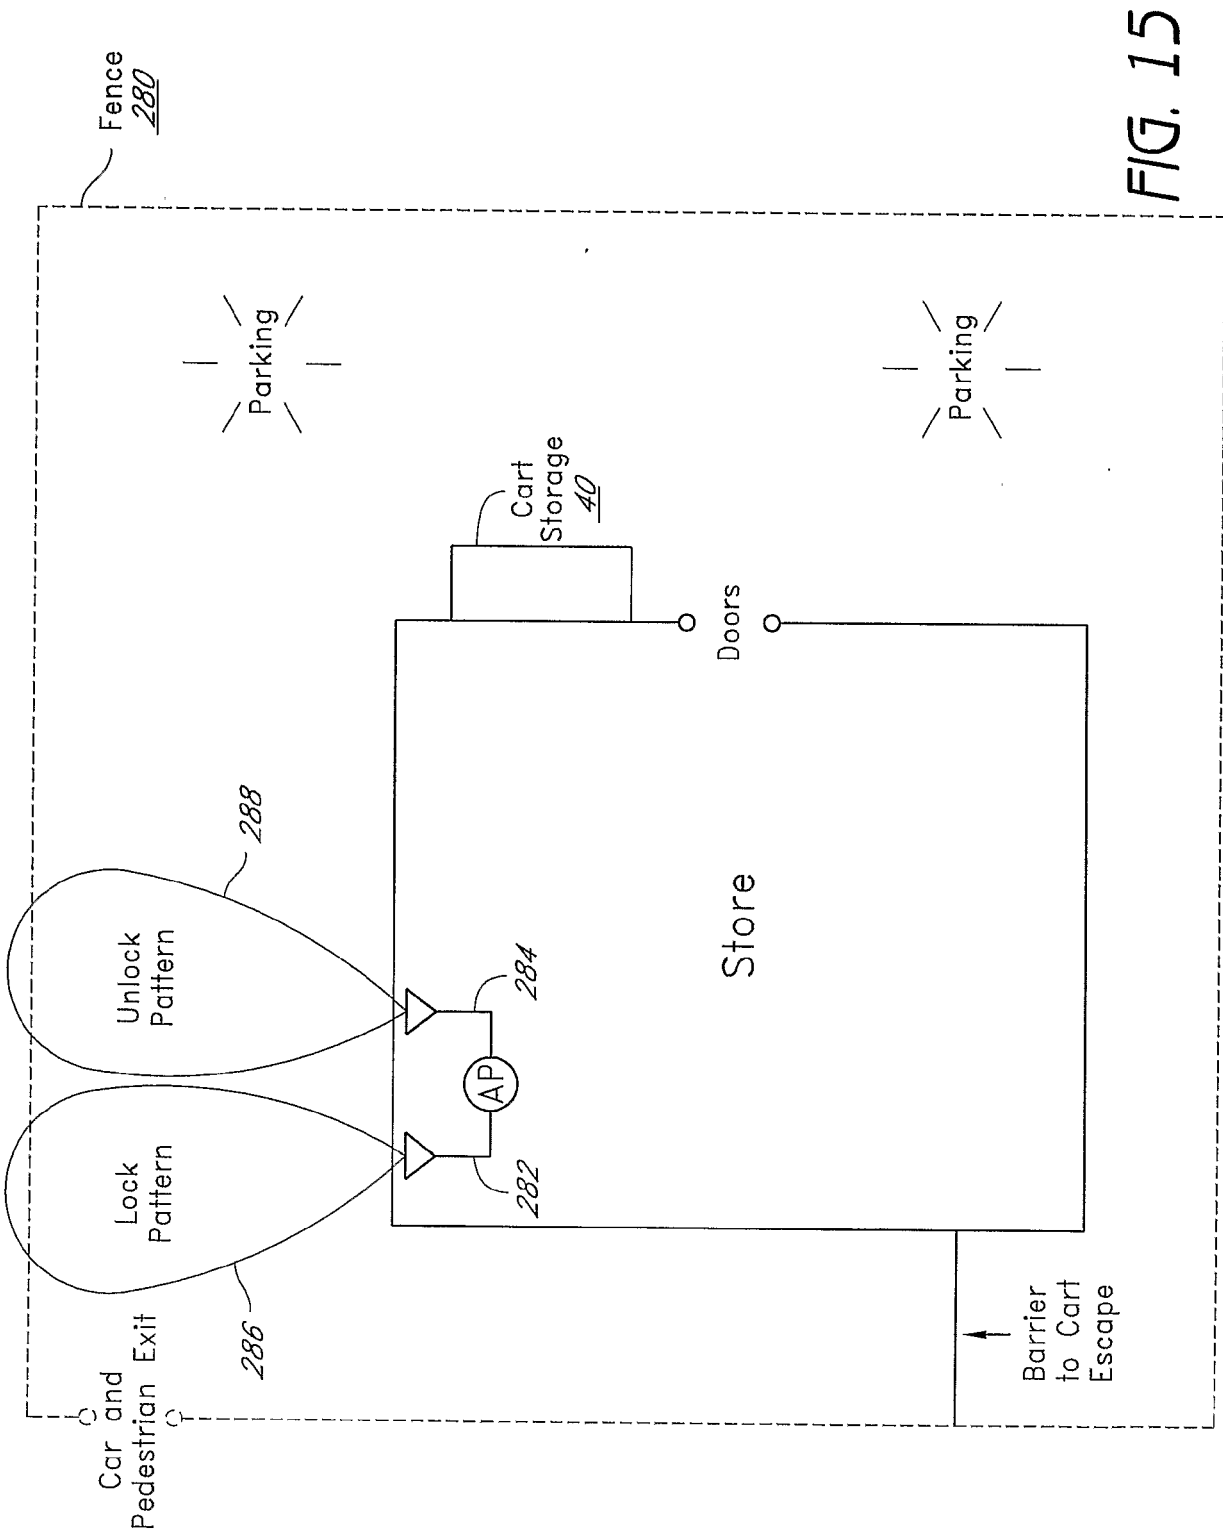 Car and
Pedestrian Exit
Lock
Pattern
Unlock
Pattern
Fence
280
286
288
Parking
282
AP
284
Cart
Storage
40
Store
Doors
Parking
Barrier
to Cart
Escape
FIG. 15